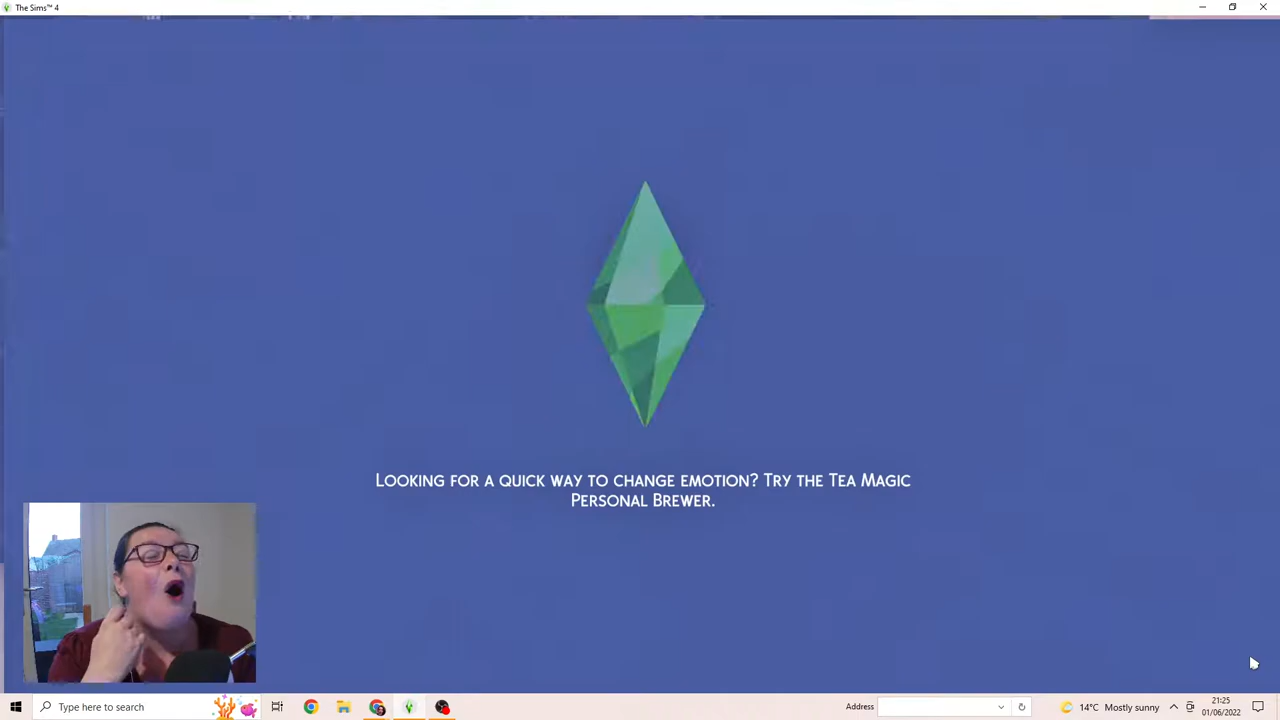 The Sims™ 4
Looking for a quick way to change emotion? Try the Tea Magic
Personal Brewer.
Type here to search
Address
14°C Mostly sunny
21:25
01/06/2022